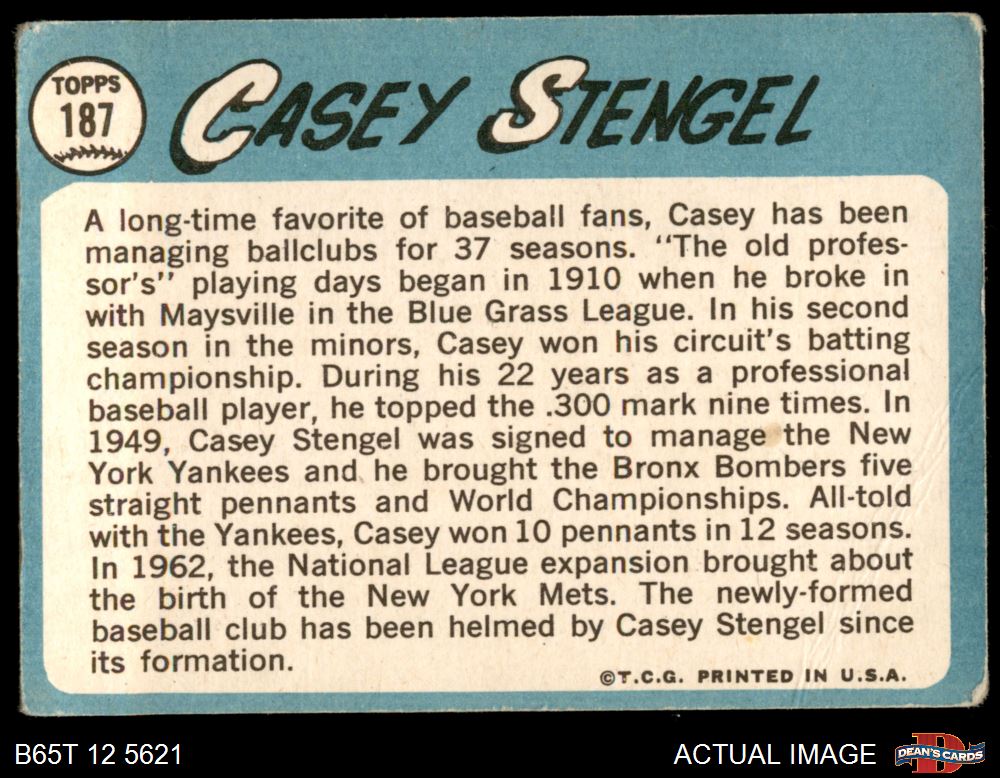 TOPPS
187
CASEY STENGEL
A long-time favorite of baseball fans, Casey has been
managing ballclubs for 37 seasons. "The old profes-
sor's" playing days began in 1910 when he broke in
with Maysville in the Blue Grass League. In his second
season in the minors, Casey won his circuit's batting
championship. During his 22 years as a professional
baseball player, he topped the .300 mark nine times. In
1949, Casey Stengel was signed to manage the New
York Yankees and he brought the Bronx Bombers five
straight pennants and World Championships. All-told
with the Yankees, Casey won 10 pennants in 12 seasons.
In 1962, the National League expansion brought about
the birth of the New York Mets. The newly-formed
baseball club has been helmed by Casey Stengel since
its formation.
©T.C.G. PRINTED IN U.S.A.
B65T 12 5621
ACTUAL IMAGE
D
DEAN'S CARDS